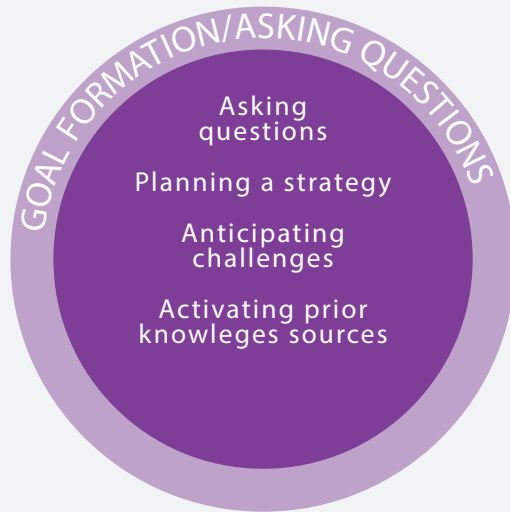 GOAL FORMATION/ASKING QUESTIONS
Asking
questions
Planning a strategy
Anticipating
challenges
Activating prior
knowleges sources